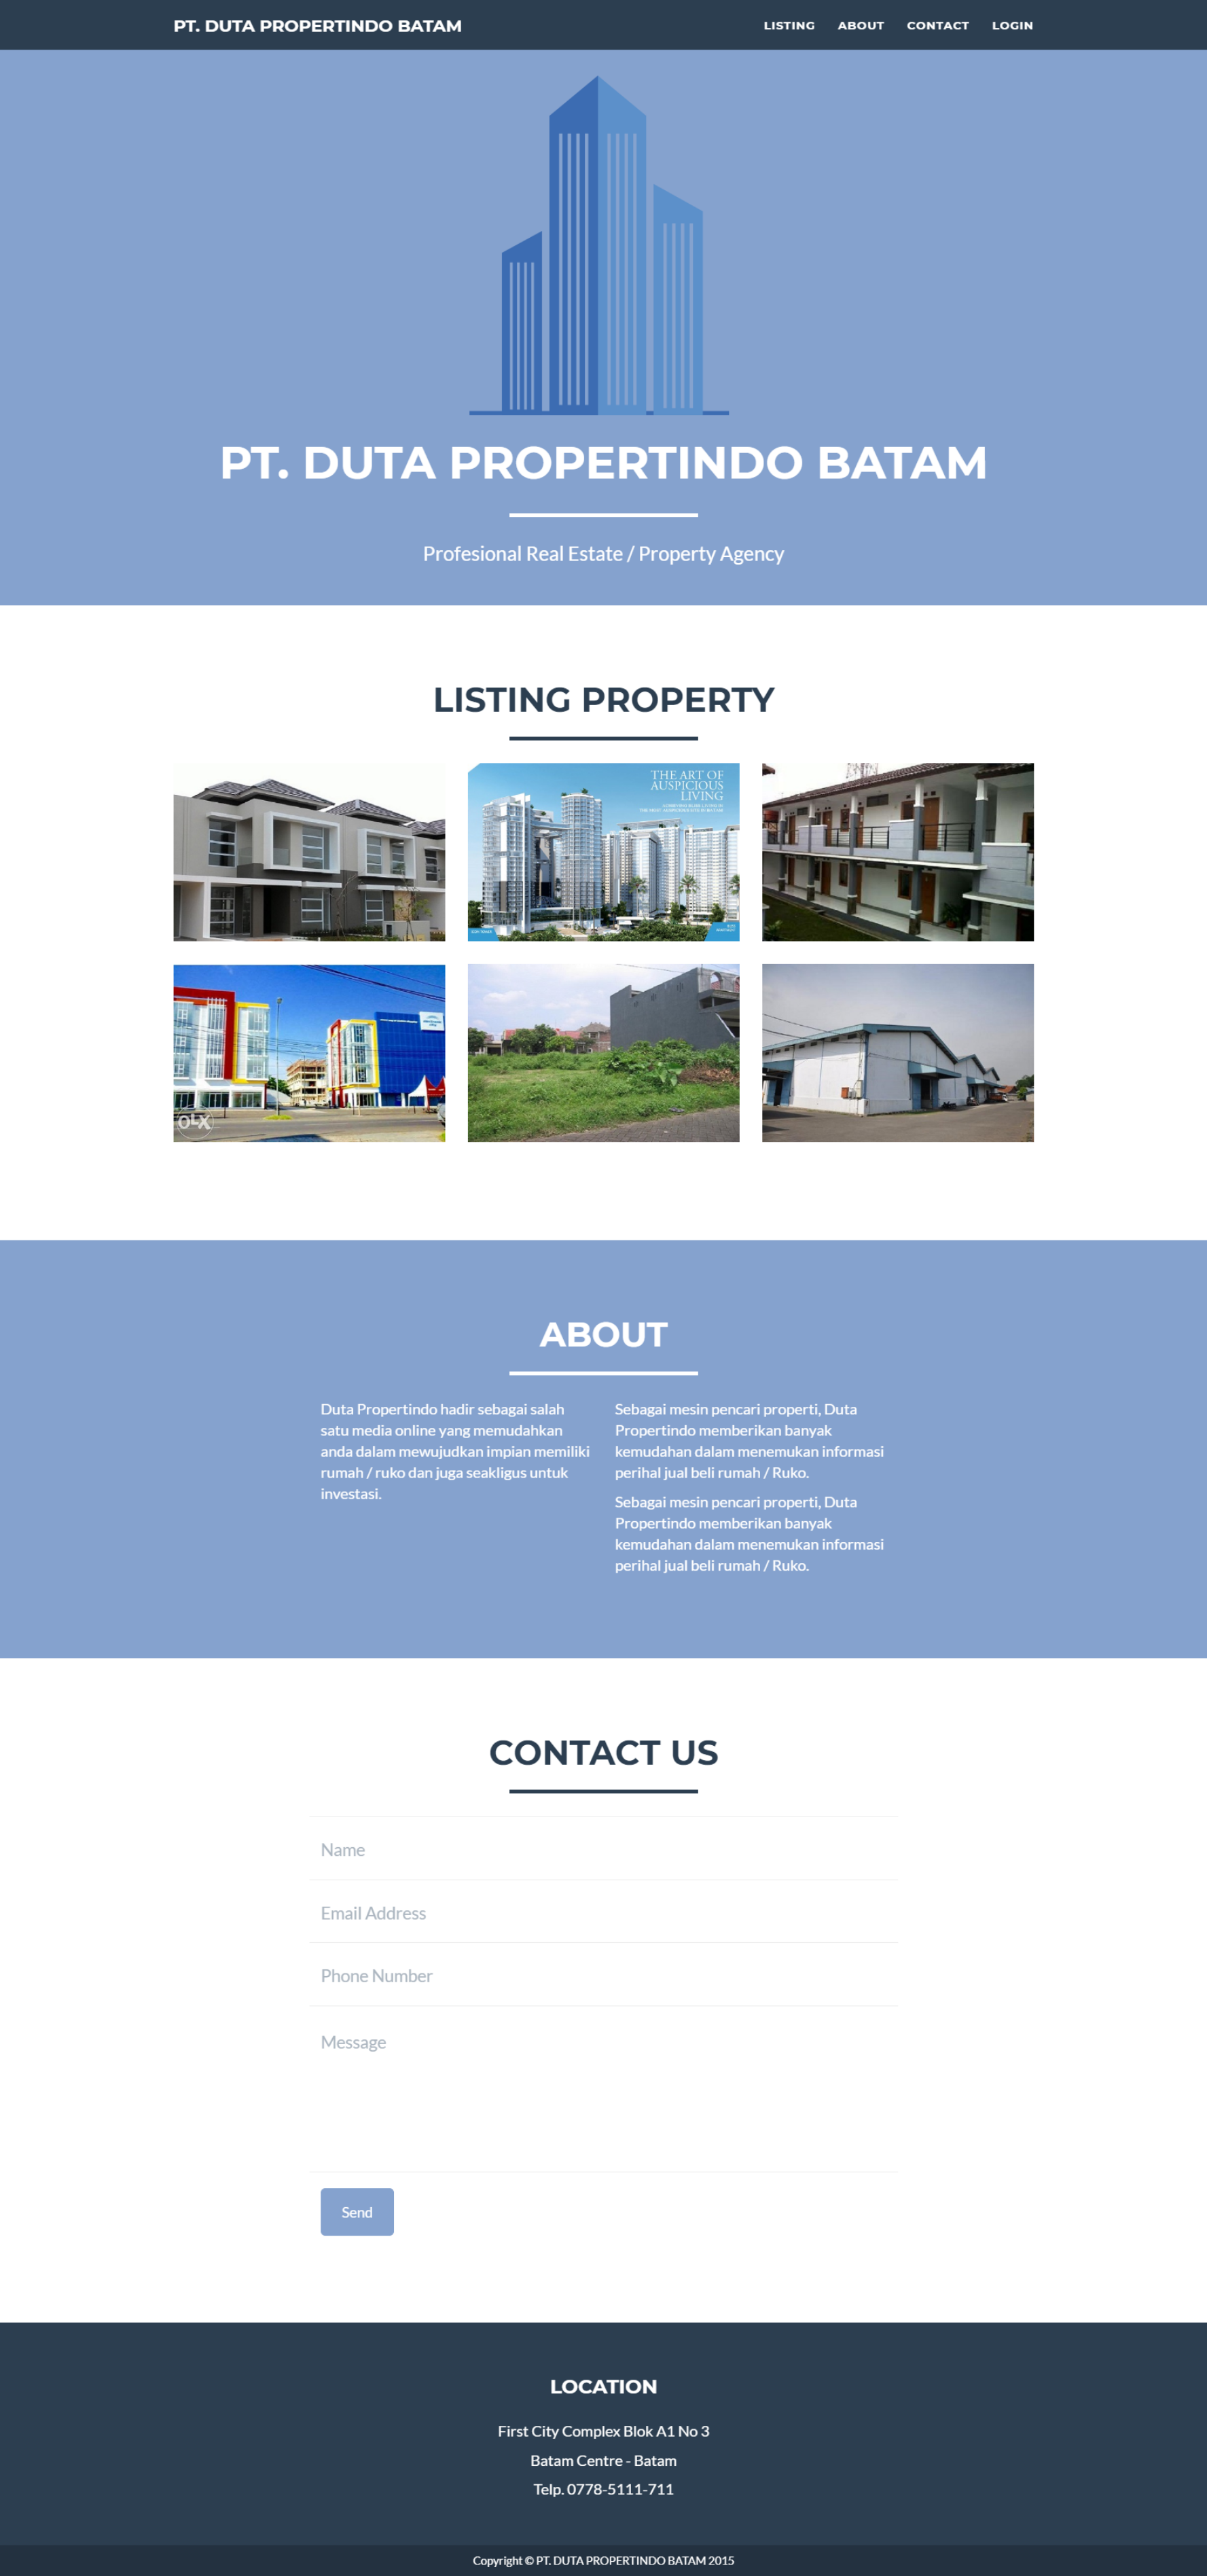 PT. DUTA PROPERTINDO BATAM
LISTING ABOUT CONTACT LOGIN
PT. DUTA PROPERTINDO BATAM
Profesional Real Estate / Property Agency
LISTING PROPERTY
THE ART OF
AUSPICIOUS
LIVING
OLX
ABOUT
Duta Propertindo hadir sebagai salah
satu media online yang memudahkan
anda dalam mewujudkan impian memiliki
rumah / ruko dan juga seakligus untuk
investasi.
Sebagai mesin pencari properti, Duta
Propertindo memberikan banyak
kemudahan dalam menemukan informasi
perihal jual beli rumah / Ruko.
Sebagai mesin pencari properti, Duta
Propertindo memberikan banyak
kemudahan dalam menemukan informasi
perihal jual beli rumah / Ruko.
CONTACT US
Name
Email Address
Phone Number
Message
Send
LOCATION
First City Complex Blok A1 No 3
Batam Centre - Batam
Telp. 0778-5111-711
Copyright © PT. DUTA PROPERTINDO BATAM 2015